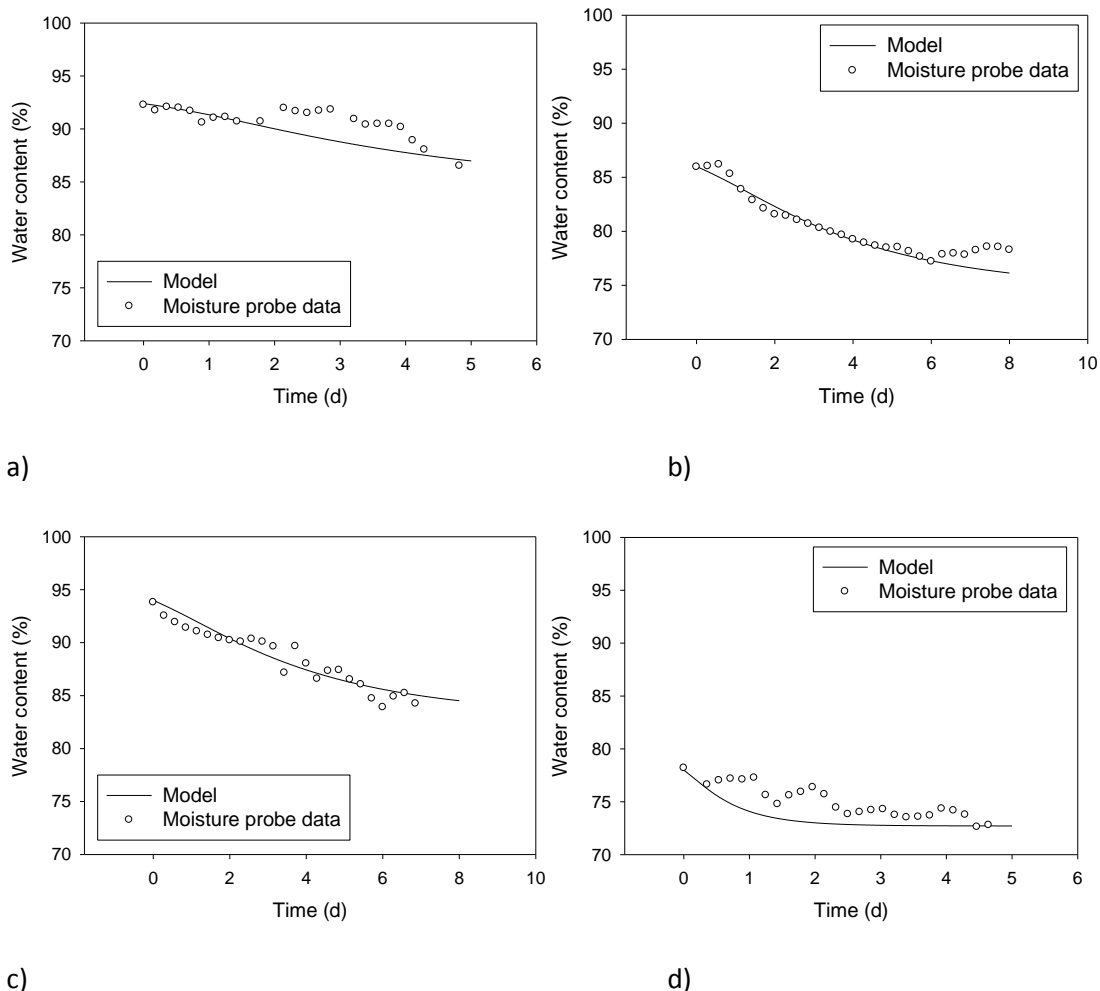 100
95
90
85
80
75
70
Water content (%)
Model
Moisture probe data
0 1 2 3 4 5 6
Time (d)
a)
100
95
90
85
80
75
70
Water content (%)
Model
Moisture probe data
0 2 4 6 8 10
Time (d)
b)
100
95
90
85
80
75
70
Water content (%)
Model
Moisture probe data
0 2 4 6 8 10
Time (d)
c)
100
95
90
85
80
75
70
Water content (%)
Model
Moisture probe data
0 1 2 3 4 5 6
Time (d)
d)